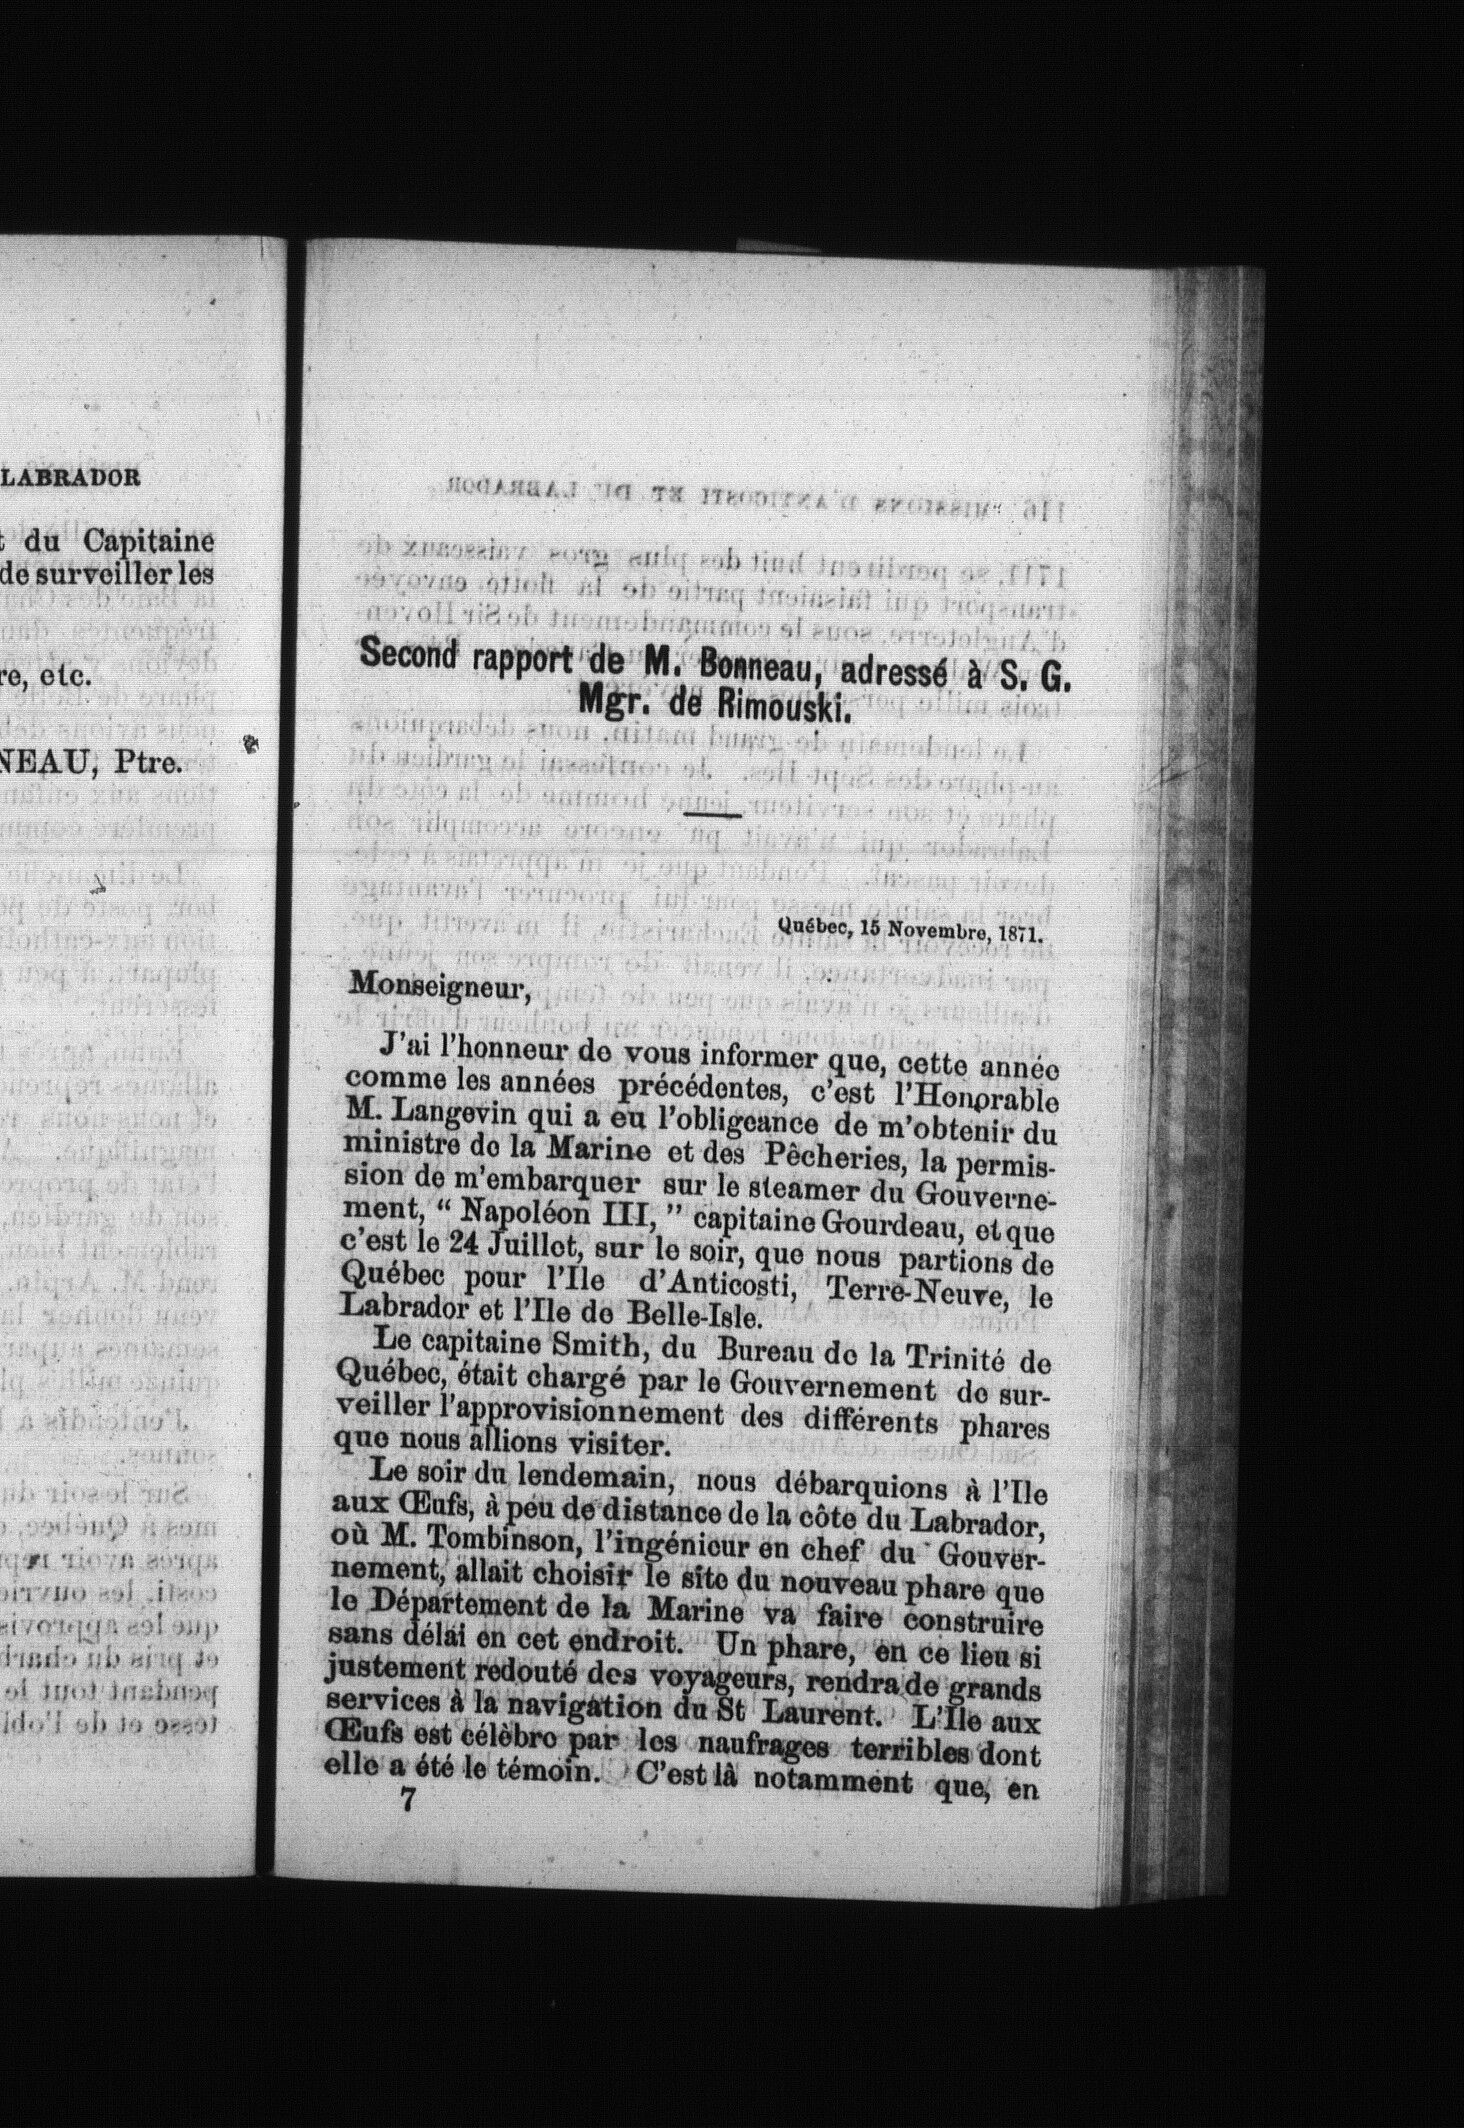 LABRADOR
du Capitaine
de surveiller les
re, etc.
NEAU, Ptre.
Second rapport de M. Bonneau, adressé à S. G.
Mgr. de Rimouski.
Québec, 15 Novembre, 1871.
Monseigneur,
J'ai l'honneur de vous informer que, cette année
comme les années précédentes, c'est l'Honorable
M. Langevin qui a eu l'obligeance de m'obtenir du
ministre de la Marine et des Pêcheries, la permis-
sion de m'embarquer sur le steamer du Gouverne-
ment, “ Napoléon III, ” capitaine Gourdeau, et que
c'est le 24 Juillet, sur le soir, que nous partions de
Québec pour l'Ile d'Anticosti, Terre-Neuve, le
Labrador et l'Ile de Belle-Isle.
Le capitaine Smith, du Bureau de la Trinité de
Québec, était chargé par le Gouvernement de sur-
veiller l'approvisionnement des différents phares
que nous allions visiter.
Le soir du lendemain, nous débarquions à l'Ile
aux Œufs, à peu de distance de la côte du Labrador,
où M. Tombinson, l'ingénieur en chef du Gouver-
nement, allait choisir le site du nouveau phare que
le Département de la Marine va faire construire
sans délai en cet endroit. Un phare, en ce lieu si
justement redouté des voyageurs, rendra de grands
services à la navigation du St Laurent. L'Ile aux
Œufs est célèbre par les naufrages terribles dont
elle a été le témoin. C'est là notamment que, en
7